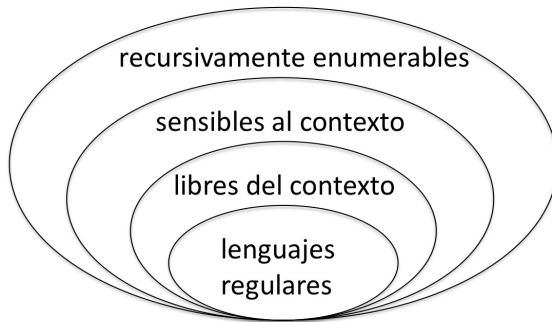 recursivamente enumerables
sensibles al contexto
libres del contexto
lenguajes
regulares